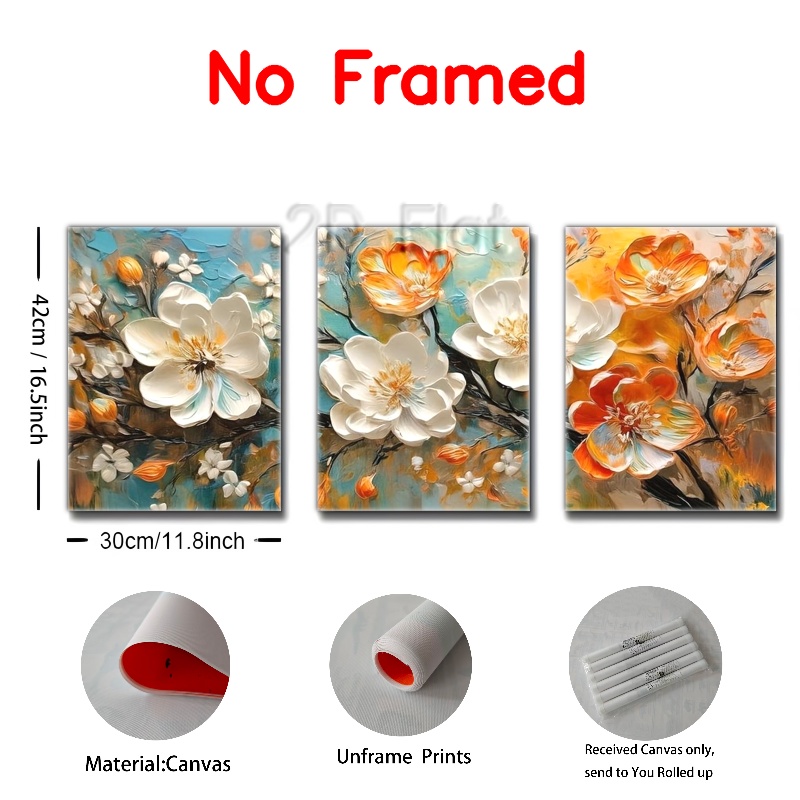 No Framed
2D Flat
42cm / 16.5inch
30cm/11.8inch
Material:Canvas
Unframe Prints
Received Canvas only,
send to You Rolled up